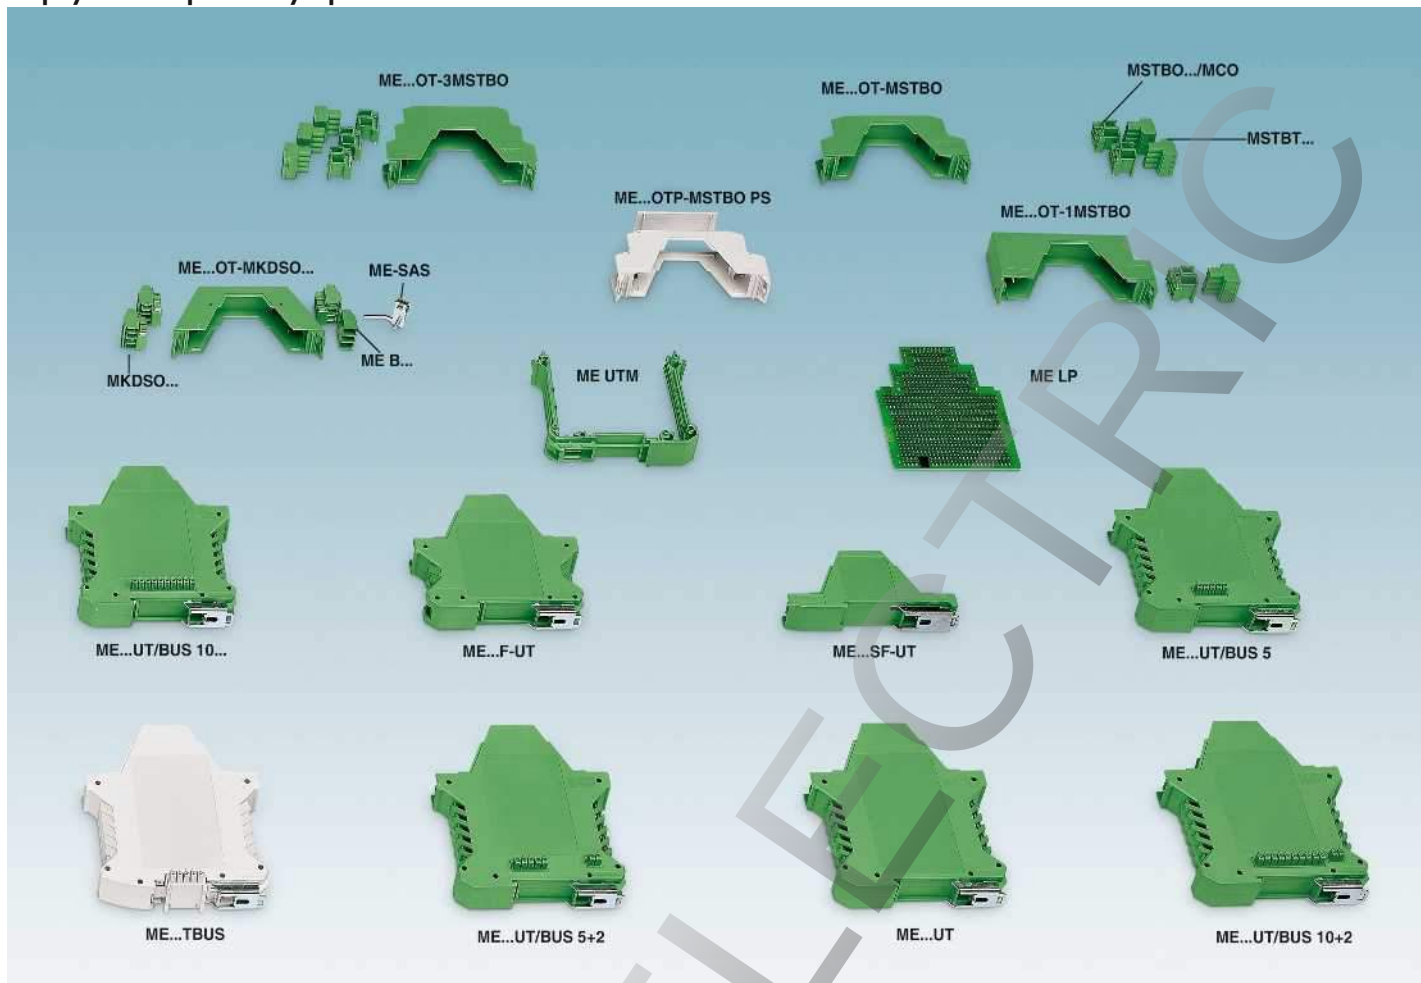 ME...OT-3MSTBO
ME...OT-MSTBO
MSTBO.../MCO
MSTBT...
ME...OTP-MSTBO PS
ME...OT-1MSTBO
ME...OT-MKDSO...
ME-SAS
ME B...
MKDSO...
ME UTM
ME LP
ME...UT/BUS 10...
ME...F-UT
ME...SF-UT
ME...UT/BUS 5
ME...TBUS
ME...UT/BUS 5+2
ME...UT
ME...UT/BUS 10+2
LECTRIC